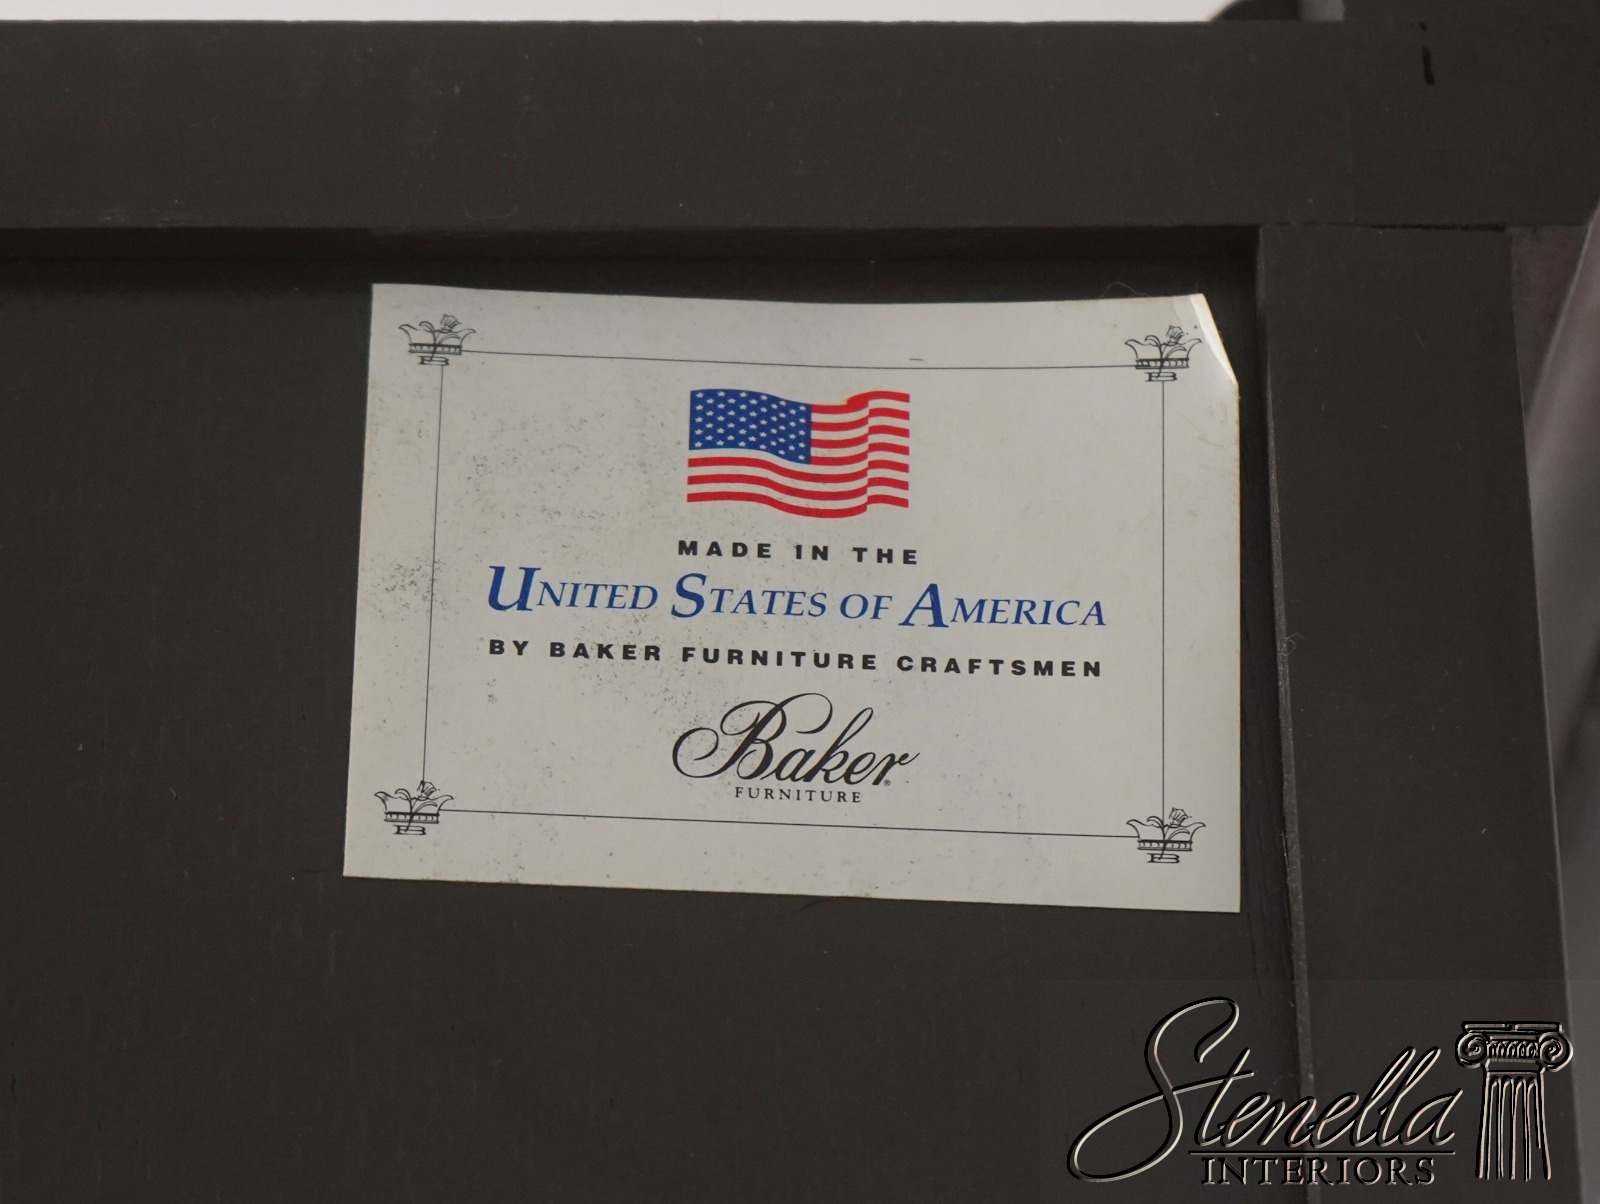 MADE IN THE
UNITED STATES OF AMERICA
BY BAKER FURNITURE CRAFTSMEN
Baker®
FURNITURE
B
B
B
B
Stenella
INTERIORS